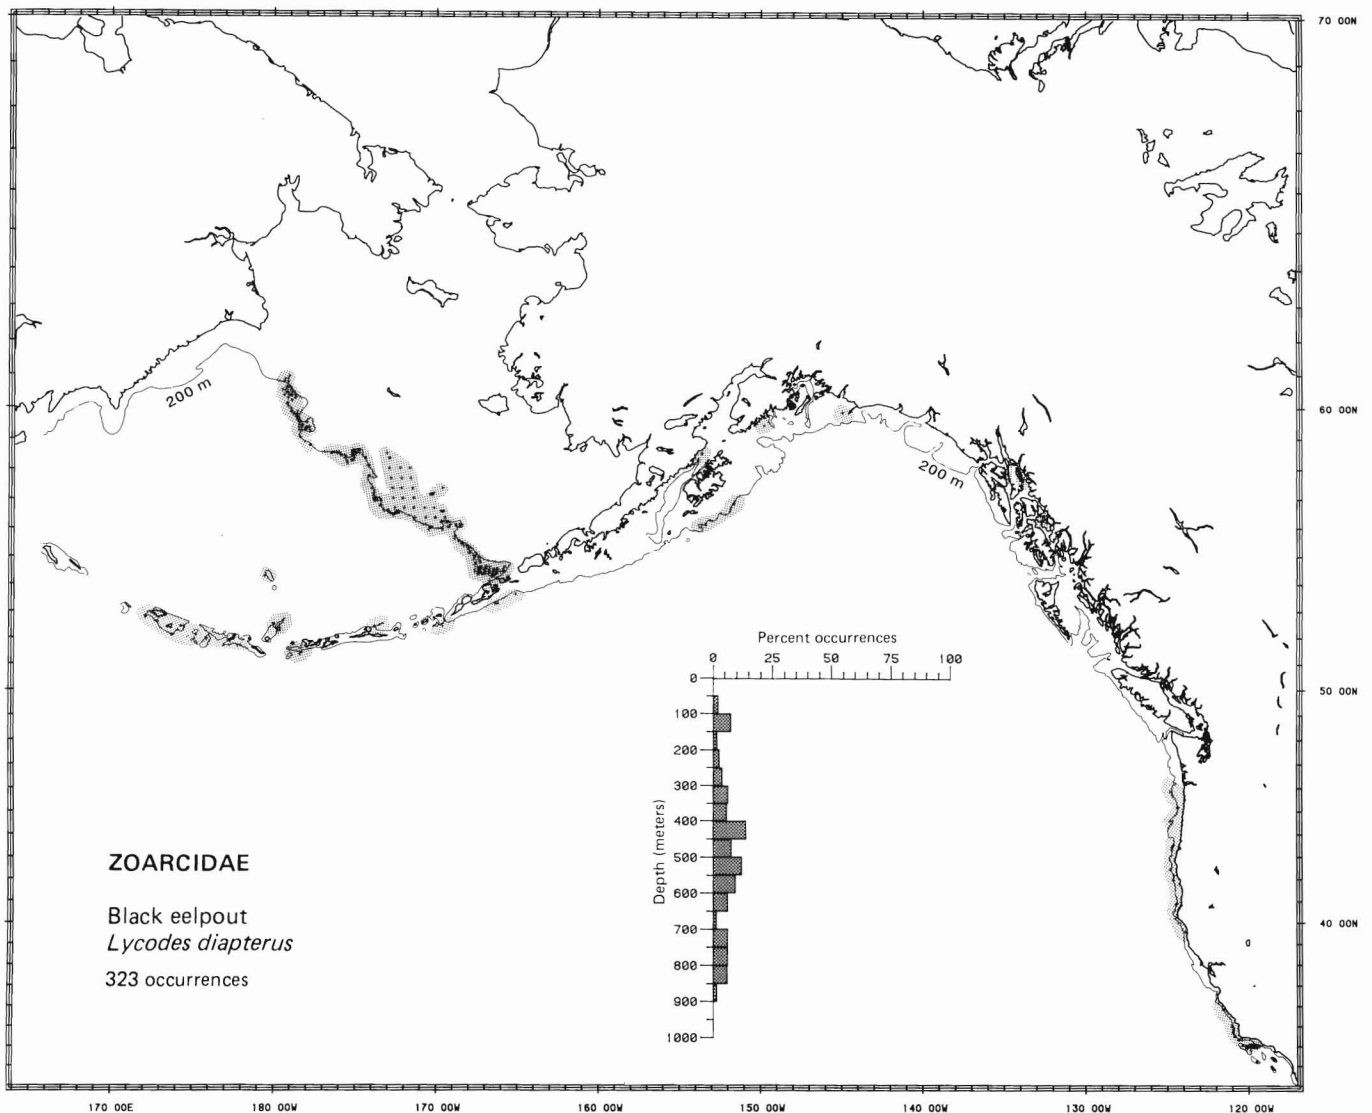 70 00N
200 m
60 00N
200 m
Percent occurrences
0 25 50 75 100
50 00N
0
100
200
300
400
500
600
700
800
900
1000
Depth (meters)
ZOARCIDAE
Black eelpout
Lycodes diapterus
323 occurrences
40 00N
170 00E 180 00W 170 00W 160 00W 150 00W 140 00W 130 00W 120 00W